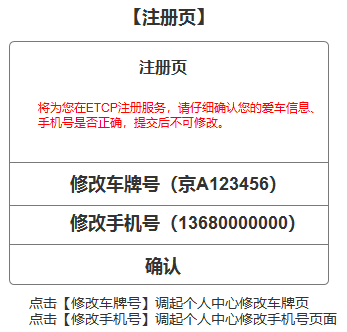 【注册页】
注册页
将为您在ETCP注册服务，请仔细确认您的爱车信息、
手机号是否正确，提交后不可修改。
修改车牌号（京A123456）
修改手机号（13680000000）
确认
点击【修改车牌号】调起个人中心修改车牌页
点击【修改手机号】调起个人中心修改手机号页面